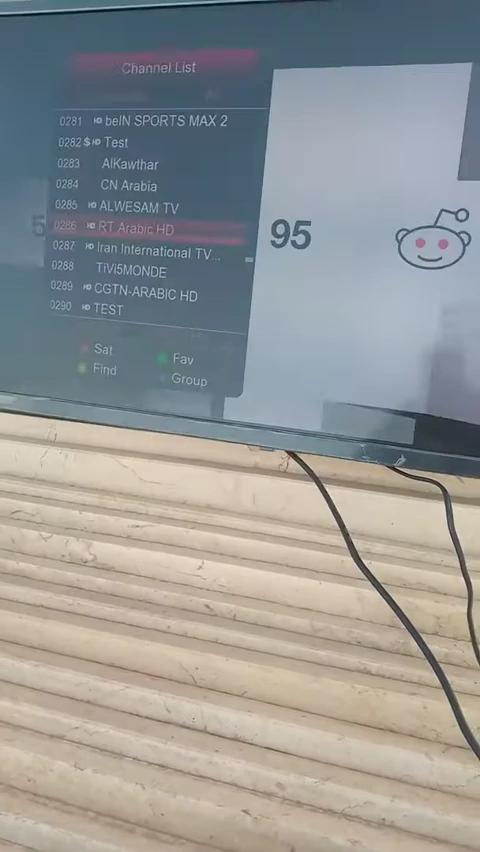 Channel List
0281 HD beIN SPORTS MAX 2
0282 $ HD Test
0283 AlKawthar
0284 CN Arabia
0285 HD ALWESAM TV
0286 HD RT Arabic HD
0287 HD Iran International TV...
0288 TiVi5MONDE
0289 HD CGTN-ARABIC HD
0290 HD TEST
Sat
Fav
Find
Group
5
95